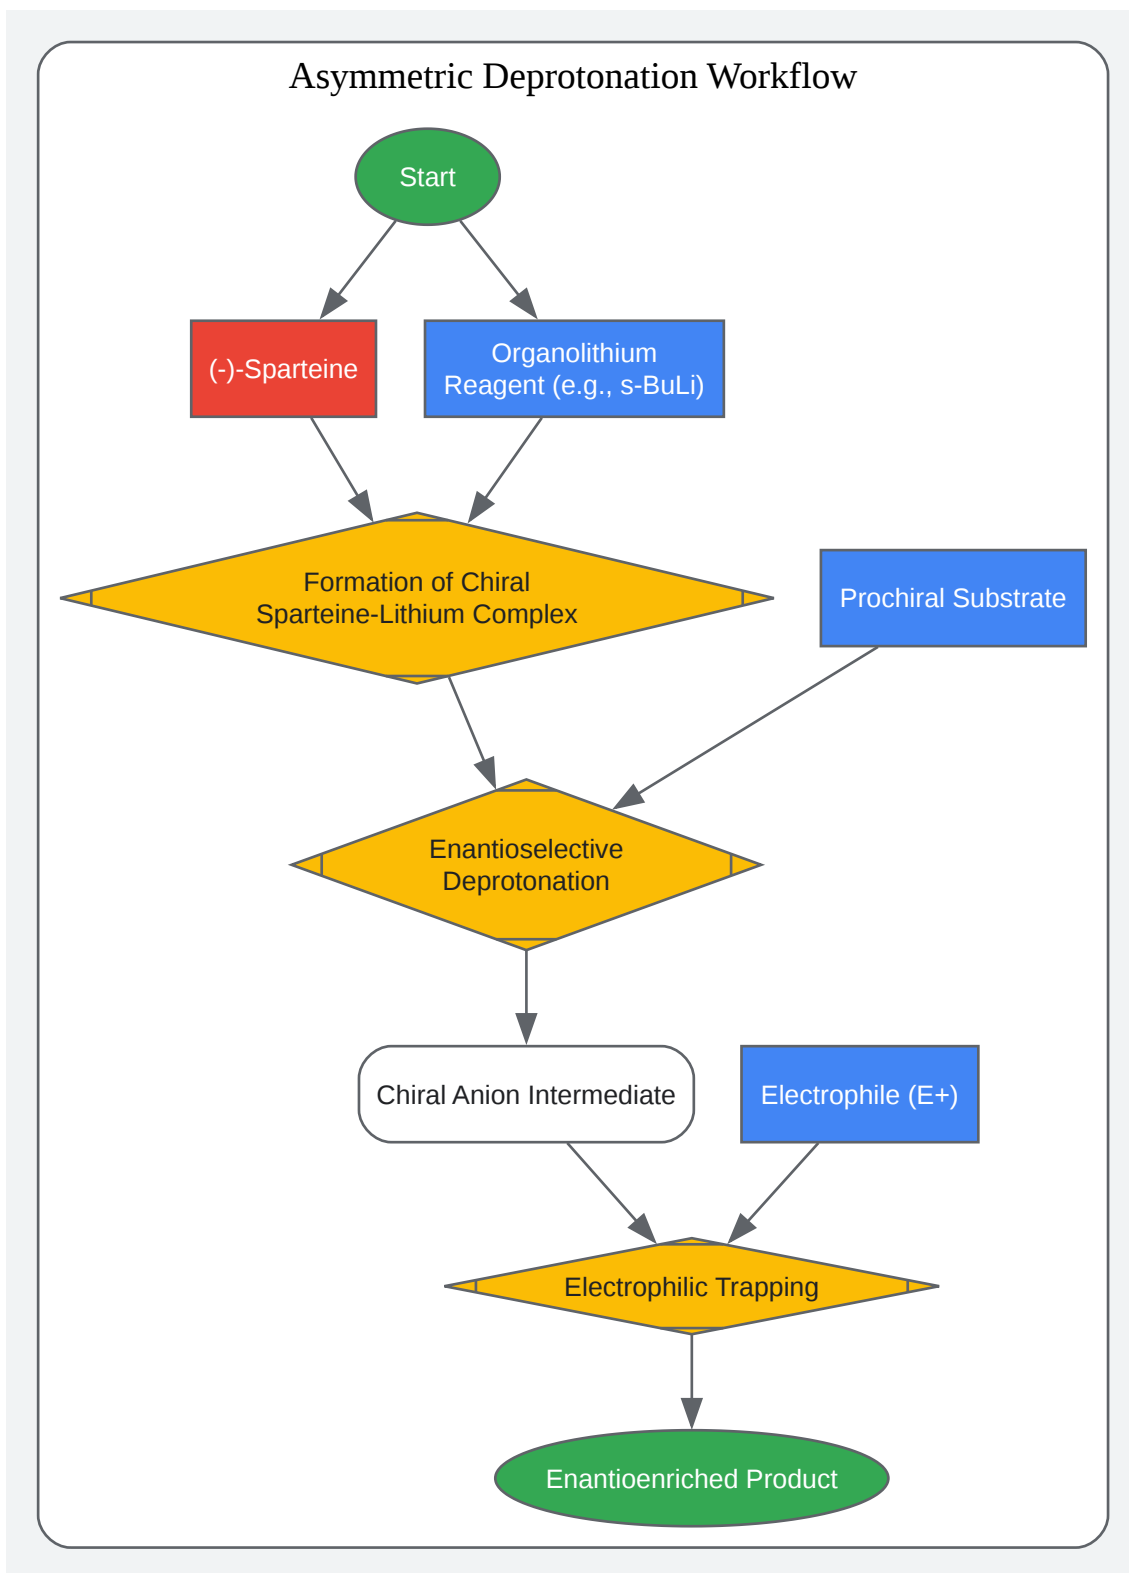 Asymmetric Deprotonation Workflow
Start
(-)-Sparteine
Organolithium
Reagent (e.g., s-BuLi)
Formation of Chiral
Sparteine-Lithium Complex
Prochiral Substrate
Enantioselective
Deprotonation
Chiral Anion Intermediate
Electrophile (E+)
Electrophilic Trapping
Enantioenriched Product